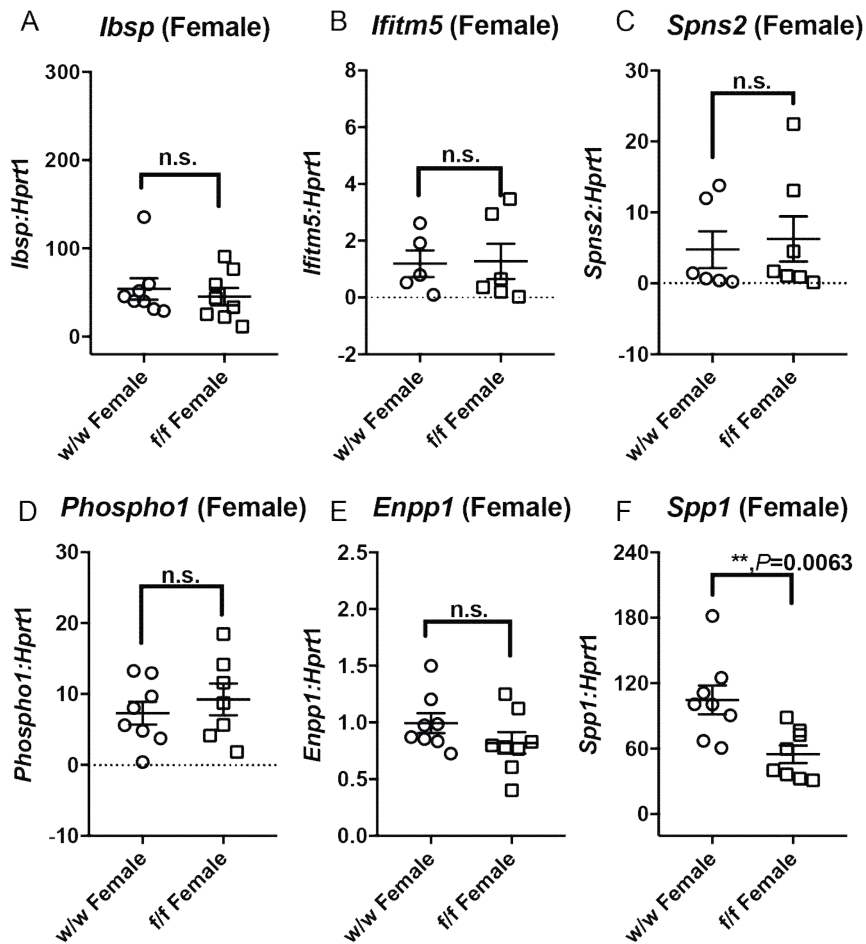 A
Ibsp (Female)
Ibsp:Hprt1
300
200
100
0
n.s.
w/w Female
f/f Female
B
Ifitm5 (Female)
Ifitm5:Hprt1
8
6
4
2
0
-2
n.s.
w/w Female
f/f Female
C
Spns2 (Female)
Spns2:Hprt1
30
20
10
0
-10
n.s.
w/w Female
f/f Female
D
Phospho1 (Female)
Phospho1:Hprt1
30
20
10
0
-10
n.s.
w/w Female
f/f Female
E
Enpp1 (Female)
Enpp1:Hprt1
2.5
2.0
1.5
1.0
0.5
0.0
n.s.
w/w Female
f/f Female
F
Spp1 (Female)
Spp1:Hprt1
240
180
120
60
0
**,P=0.0063
w/w Female
f/f Female